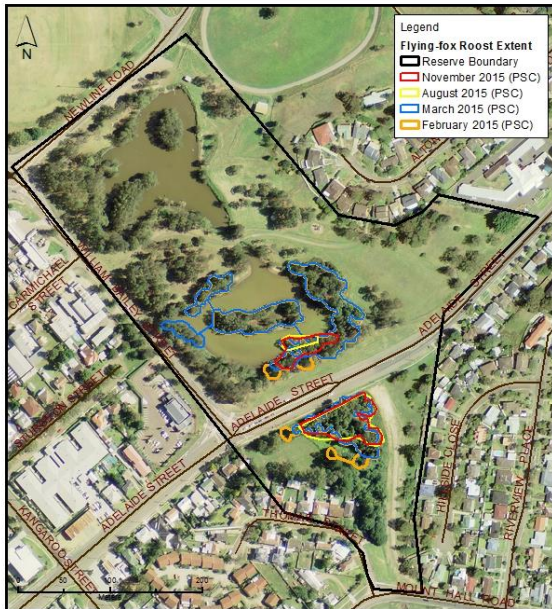 N
Legend
Flying-fox Roost Extent
Reserve Boundary
November 2015 (PSC)
August 2015 (PSC)
March 2015 (PSC)
February 2015 (PSC)
NEWLINE ROAD
WILLIAM BAILEY
CARMICHAEL
STREET
ADELAIDE STREET
ADELAIDE STREET
ADELAIDE STREET
KANGAROO STREET
HILLSIDE CLOSE
RIVERVIEW PLACE
MOUNT HALL ROAD
0 50 100 200